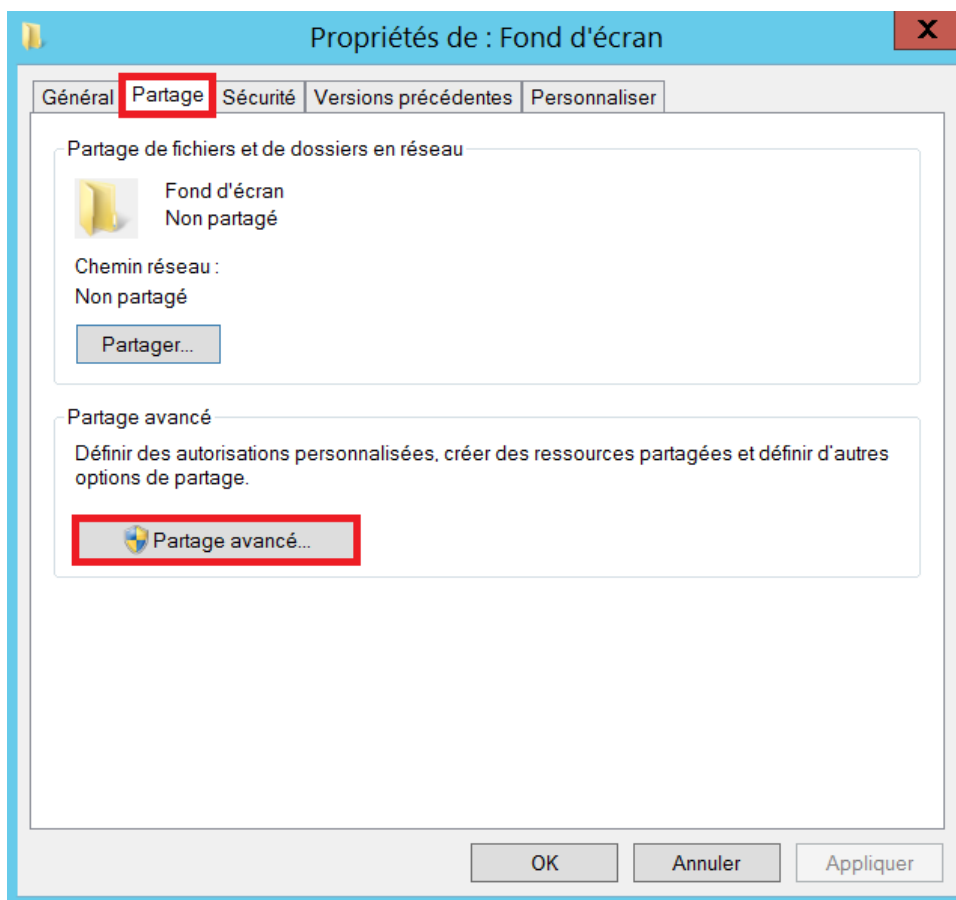 Propriétés de : Fond d'écran
X
Général Partage Sécurité Versions précédentes Personnaliser
Partage de fichiers et de dossiers en réseau
Fond d'écran
Non partagé
Chemin réseau :
Non partagé
Partager...
Partage avancé
Définir des autorisations personnalisées, créer des ressources partagées et définir d'autres
options de partage.
Partage avancé...
OK Annuler Appliquer